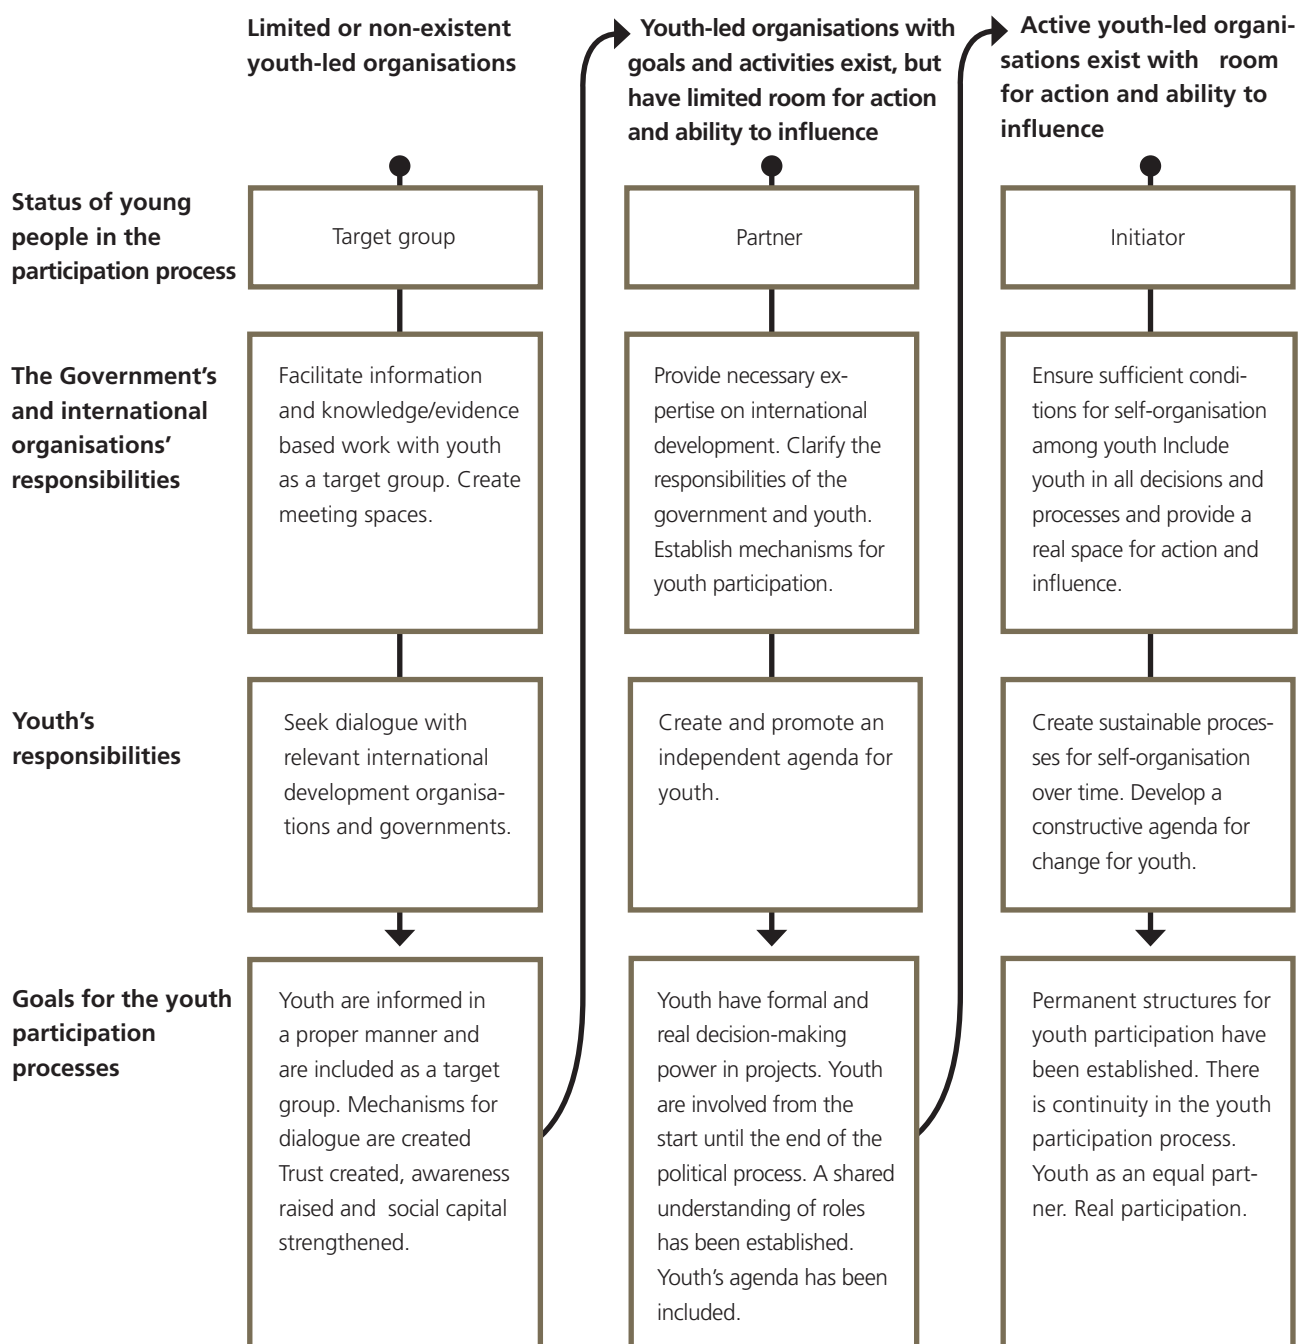 Limited or non-existent
youth-led organisations
Youth-led organisations with
goals and activities exist, but
have limited room for action
and ability to influence
Active youth-led organi-
sations exist with room
for action and ability to
influence
Status of young
people in the
participation process
Target group
Partner
Initiator
The Government's
and international
organisations'
responsibilities
Facilitate information
and knowledge/evidence
based work with youth
as a target group. Create
meeting spaces.
Provide necessary ex-
pertise on international
development. Clarify the
responsibilities of the
government and youth.
Establish mechanisms for
youth participation.
Ensure sufficient condi-
tions for self-organisation
among youth Include
youth in all decisions and
processes and provide a
real space for action and
influence.
Youth's
responsibilities
Seek dialogue with
relevant international
development organisa-
tions and governments.
Create and promote an
independent agenda for
youth.
Create sustainable proces-
ses for self-organisation
over time. Develop a
constructive agenda for
change for youth.
Goals for the youth
participation
processes
Youth are informed in
a proper manner and
are included as a target
group. Mechanisms for
dialogue are created
Trust created, awareness
raised and social capital
strengthened.
Youth have formal and
real decision-making
power in projects. Youth
are involved from the
start until the end of the
political process. A shared
understanding of roles
has been established.
Youth's agenda has been
included.
Permanent structures for
youth participation have
been established. There
is continuity in the youth
participation process.
Youth as an equal part-
ner. Real participation.